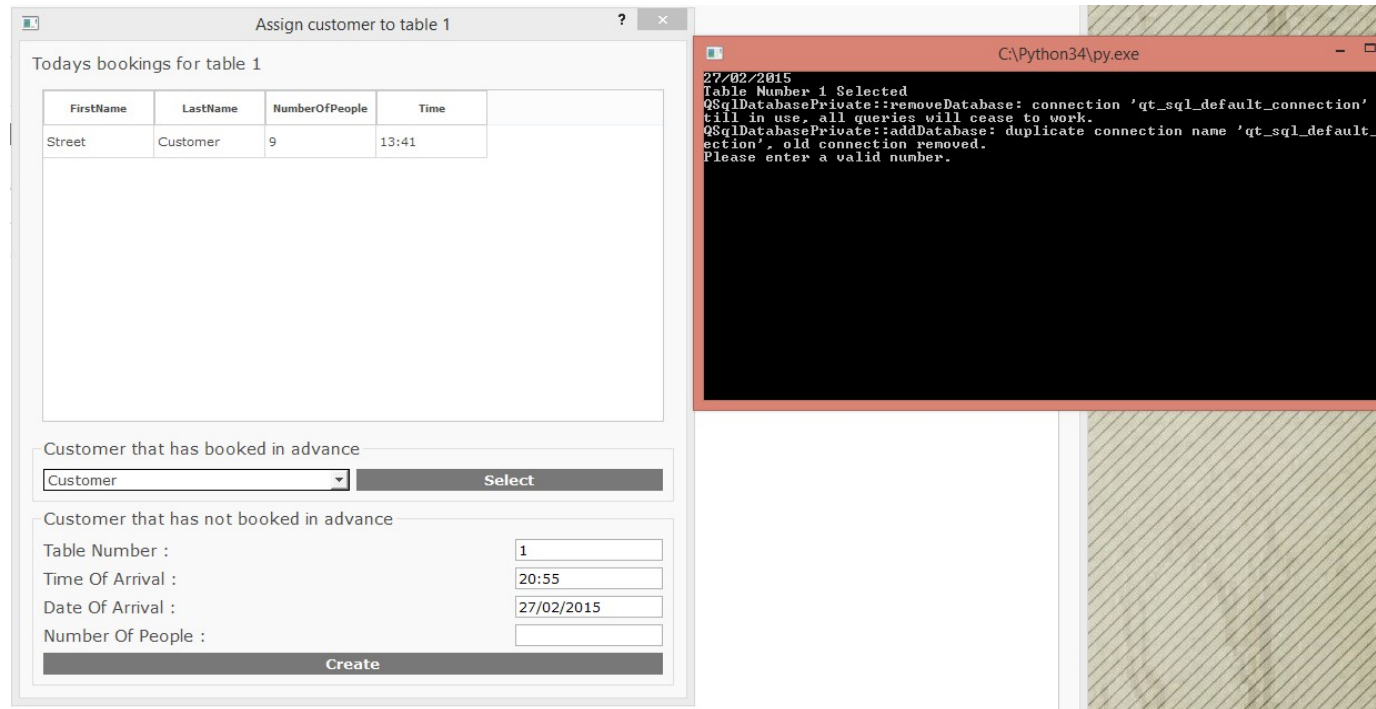 Assign customer to table 1
?
Todays bookings for table 1
FirstName LastName NumberOfPeople Time
Street Customer 9 13:41
Customer that has booked in advance
Customer Select
Customer that has not booked in advance
Table Number : 1
Time Of Arrival : 20:55
Date Of Arrival : 27/02/2015
Number Of People :
Create
C:\Python34\py.exe
27/02/2015
Table Number 1 Selected
QSqlDatabasePrivate::removeDatabase: connection 'qt_sql_default_connection'
till in use, all queries will cease to work.
QSqlDatabasePrivate::addDatabase: duplicate connection name 'qt_sql_default_
ection', old connection removed.
Please enter a valid number.